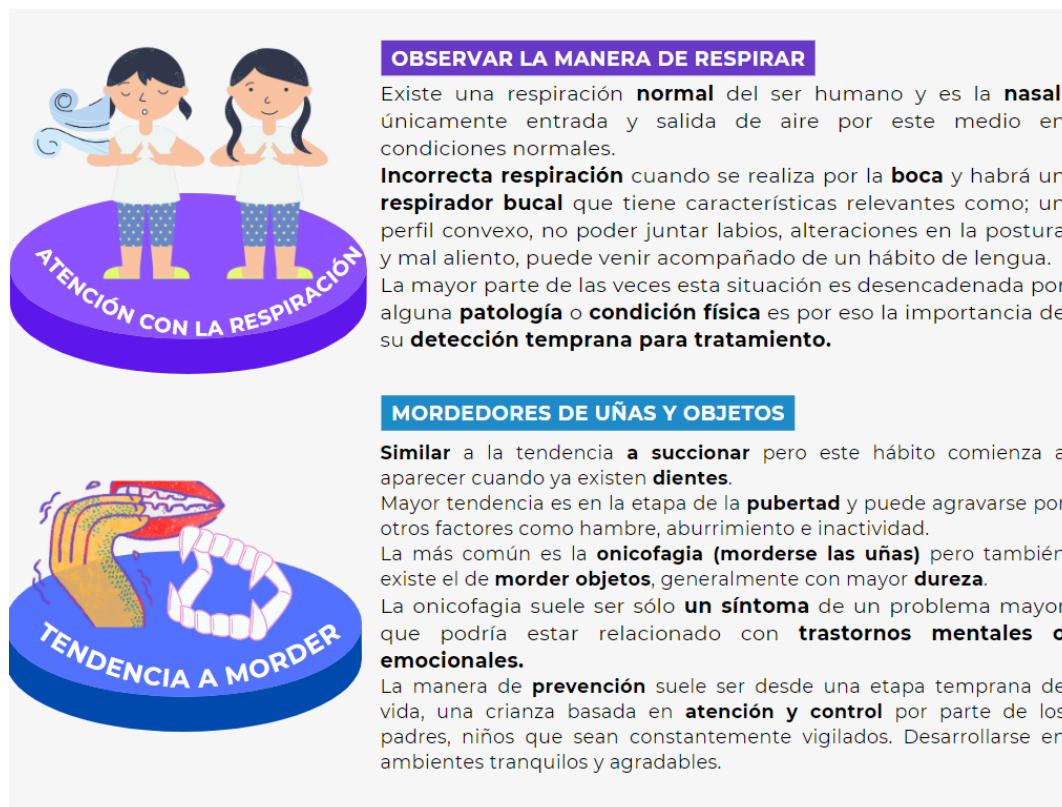 ATENCIÓN CON LA RESPIRACIÓN
OBSERVAR LA MANERA DE RESPIRAR
Existe una respiración normal del ser humano y es la nasal
únicamente entrada y salida de aire por este medio en
condiciones normales.
Incorrecta respiración cuando se realiza por la boca y habrá un
respirador bucal que tiene características relevantes como; un
perfil convexo, no poder juntar labios, alteraciones en la postura
y mal aliento, puede venir acompañado de un hábito de lengua.
La mayor parte de las veces esta situación es desencadenada por
alguna patología o condición física es por eso la importancia de
su detección temprana para tratamiento.
TENDENCIA A MORDER
MORDEDORES DE UÑAS Y OBJETOS
Similar a la tendencia a succionar pero este hábito comienza a
aparecer cuando ya existen dientes.
Mayor tendencia es en la etapa de la pubertad y puede agravarse por
otros factores como hambre, aburrimiento e inactividad.
La más común es la onicofagia (morderse las uñas) pero también
existe el de morder objetos, generalmente con mayor dureza.
La onicofagia suele ser sólo un síntoma de un problema mayor
que podría estar relacionado con trastornos mentales o
emocionales.
La manera de prevención suele ser desde una etapa temprana de
vida, una crianza basada en atención y control por parte de los
padres, niños que sean constantemente vigilados. Desarrollarse en
ambientes tranquilos y agradables.